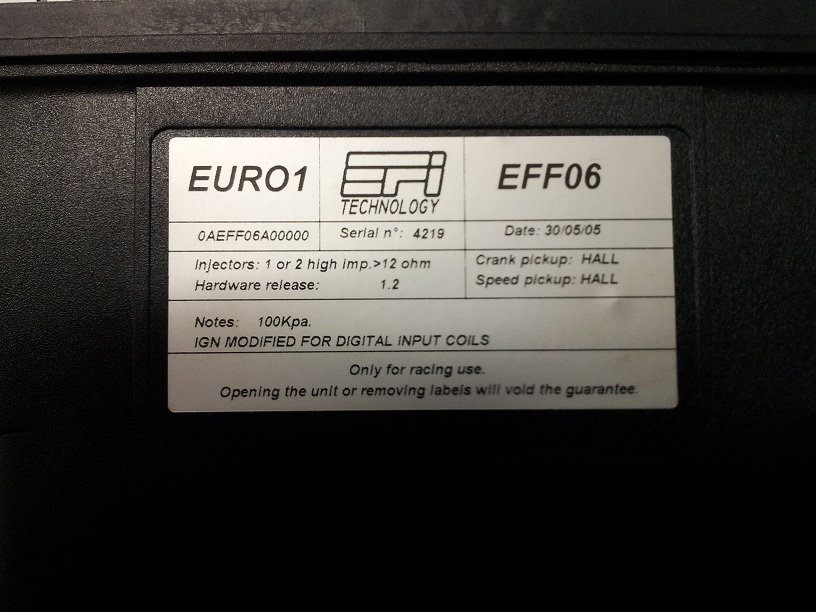 EURO1
EFI
TECHNOLOGY
EFF06
0AEFF06A00000
Serial n°: 4219
Date: 30/05/05
Injectors: 1 or 2 high imp.>12 ohm
Hardware release: 1.2
Crank pickup: HALL
Speed pickup: HALL
Notes: 100Kpa.
IGN MODIFIED FOR DIGITAL INPUT COILS
Only for racing use.
Opening the unit or removing labels will void the guarantee.